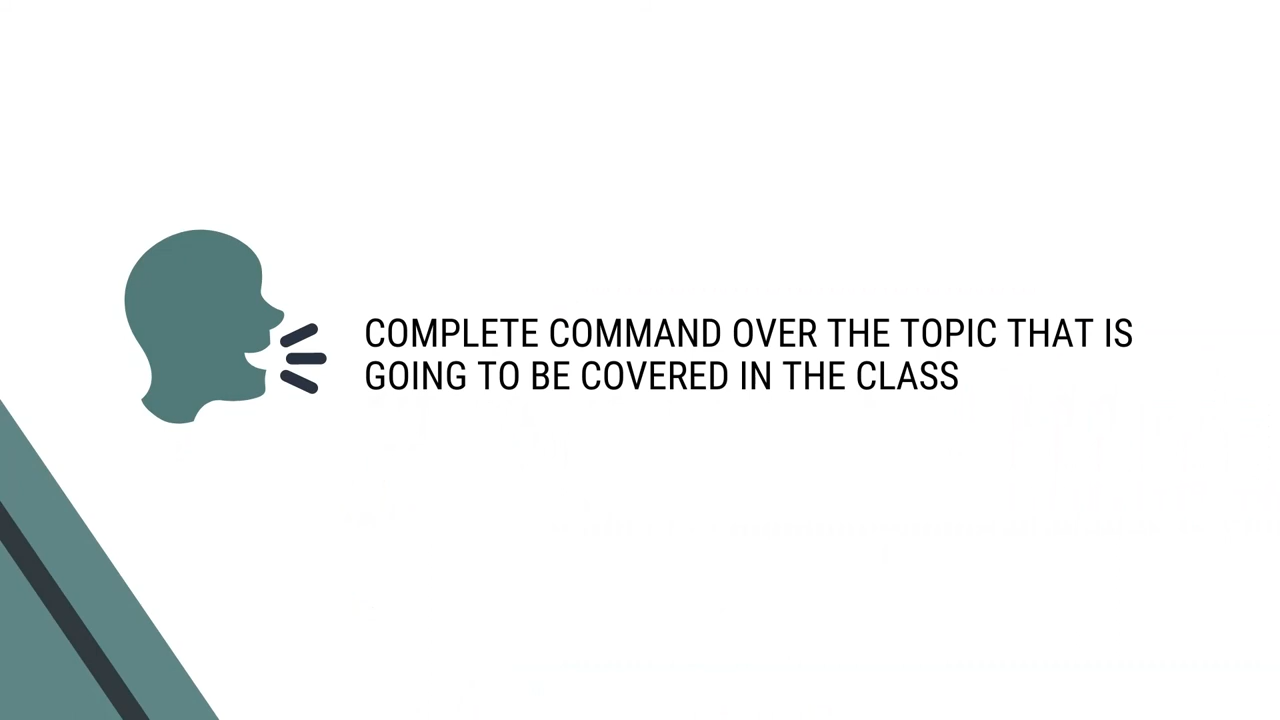 COMPLETE COMMAND OVER THE TOPIC THAT IS
GOING TO BE COVERED IN THE CLASS